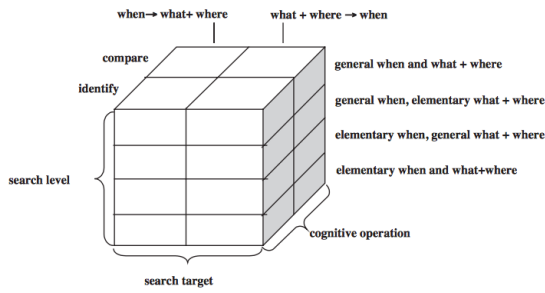 when→ what+ where
what + where → when
compare
identify
general when and what + where
general when, elementary what + where
elementary when, general what + where
elementary when and what+where
search level
cognitive operation
search target